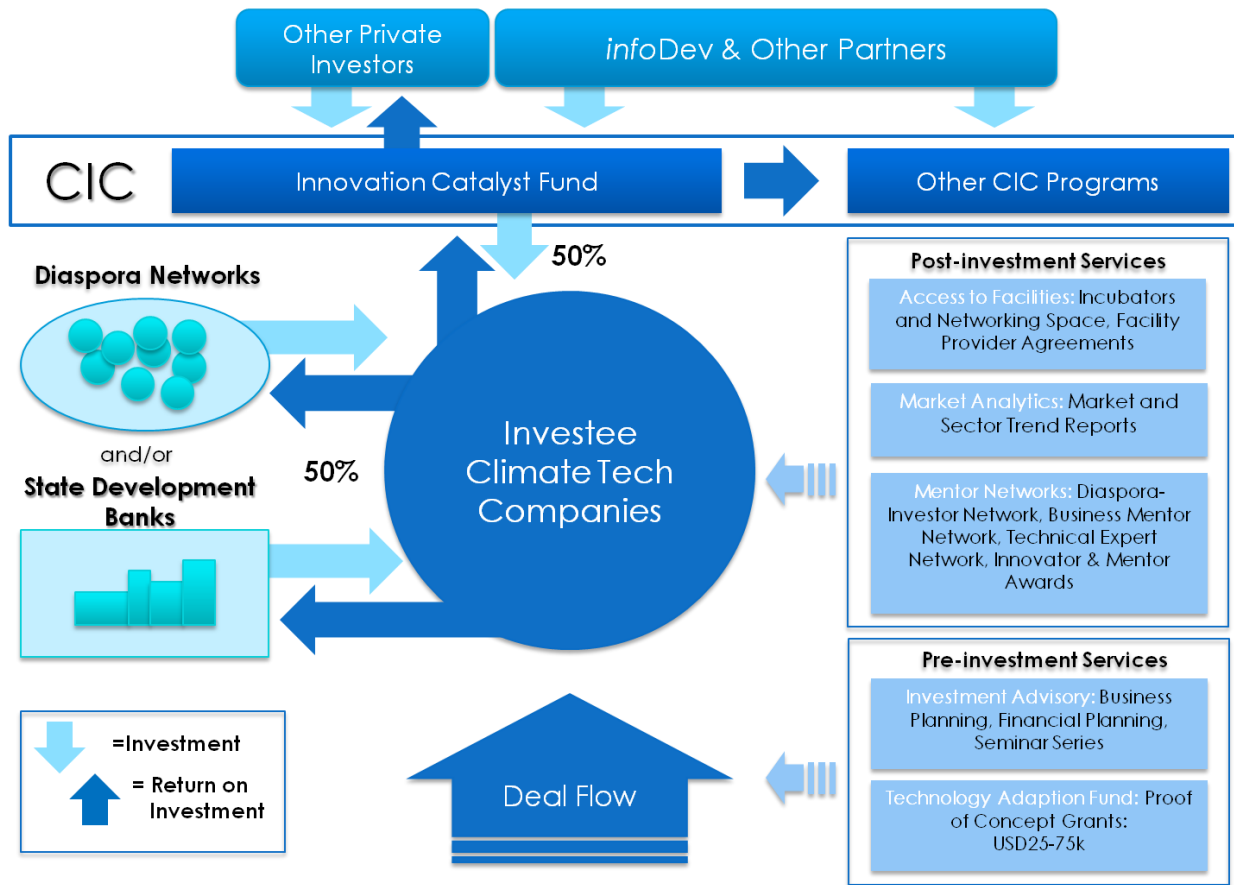 Other Private
Investors
infoDev & Other Partners
CIC
Innovation Catalyst Fund
Other CIC Programs
50%
Diaspora Networks
and/or
State Development
Banks
50%
Investee
Climate Tech
Companies
Post-investment Services
Access to Facilities: Incubators
and Networking Space, Facility
Provider Agreements
Market Analytics: Market and
Sector Trend Reports
Mentor Networks: Diaspora-
Investor Network, Business Mentor
Network, Technical Expert
Network, Innovator & Mentor
Awards
Pre-investment Services
Investment Advisory: Business
Planning, Financial Planning,
Seminar Series
Technology Adaption Fund: Proof
of Concept Grants:
USD25-75k
Deal Flow
=Investment
= Return on
Investment